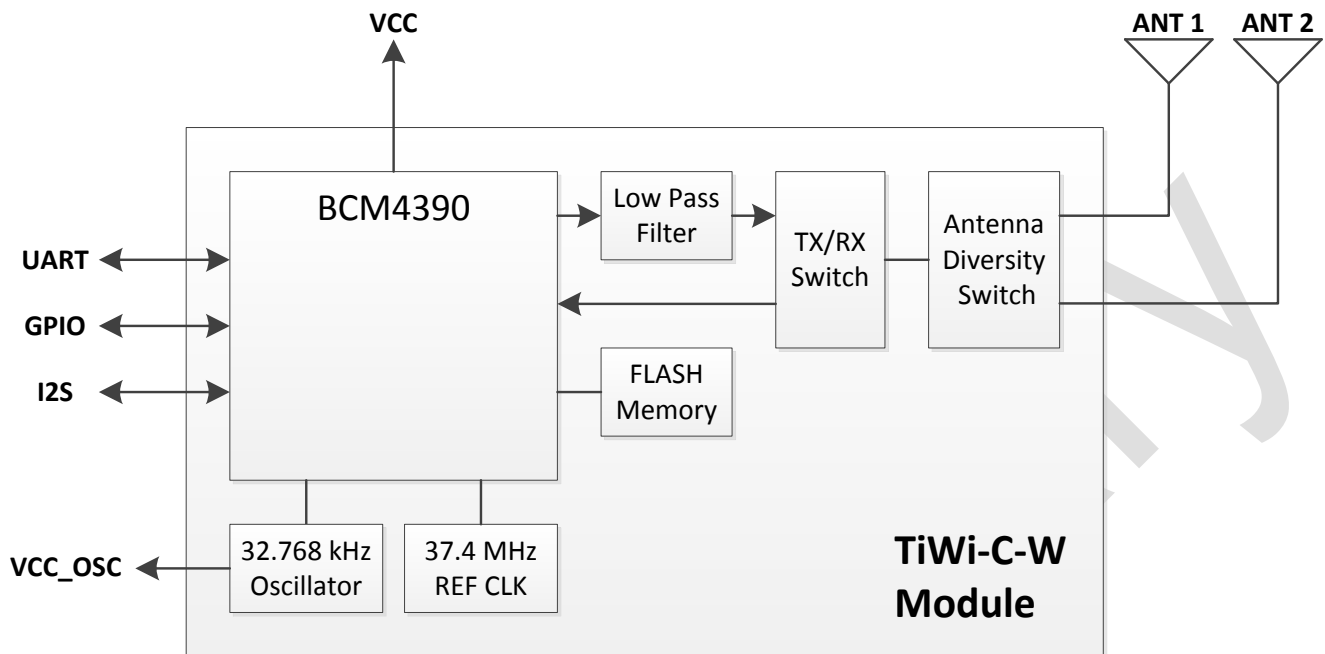 VCC
ANT 1
ANT 2
BCM4390
Low Pass
Filter
TX/RX
Switch
Antenna
Diversity
Switch
UART
GPIO
I2S
FLASH
Memory
32.768 kHz
Oscillator
37.4 MHz
REF CLK
VCC_OSC
TiWi-C-W
Module